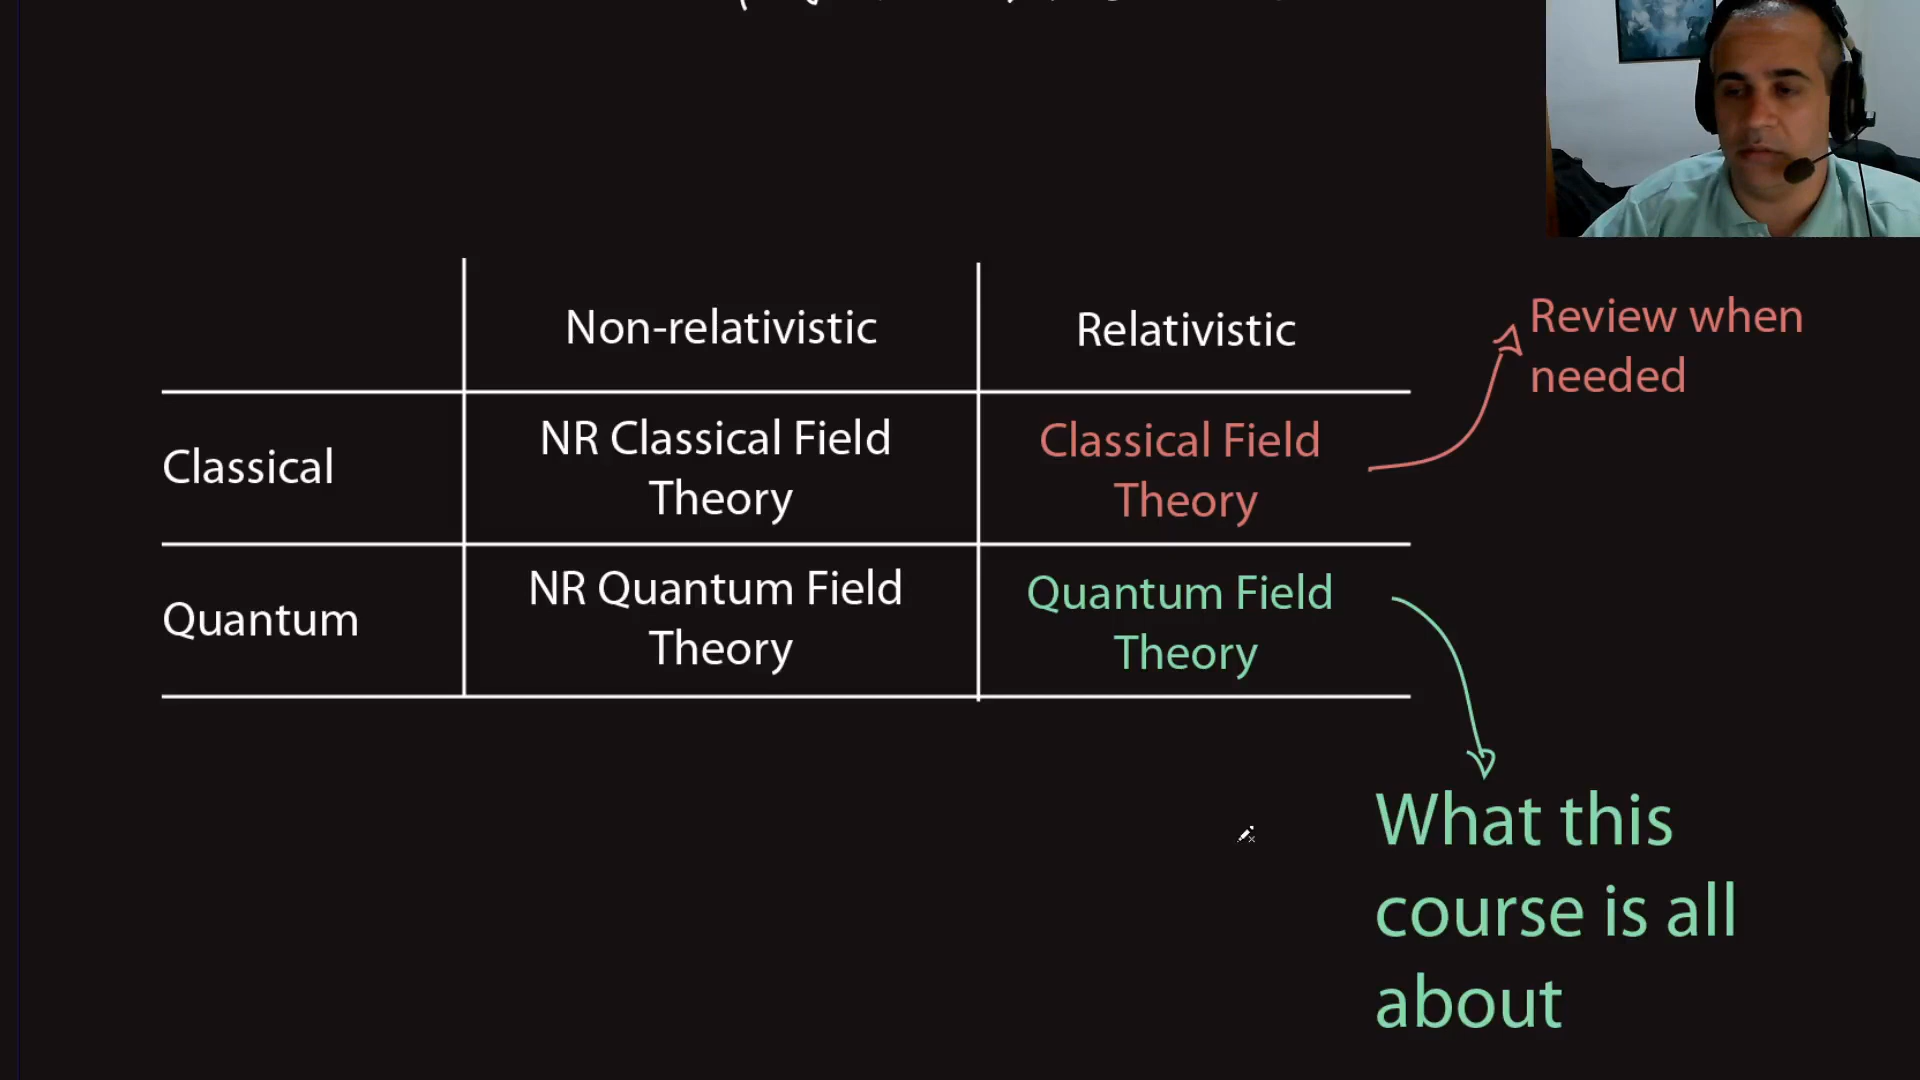 Non-relativistic
Relativistic
Review when
needed
Classical
NR Classical Field
Theory
Classical Field
Theory
Quantum
NR Quantum Field
Theory
Quantum Field
Theory
What this
course is all
about